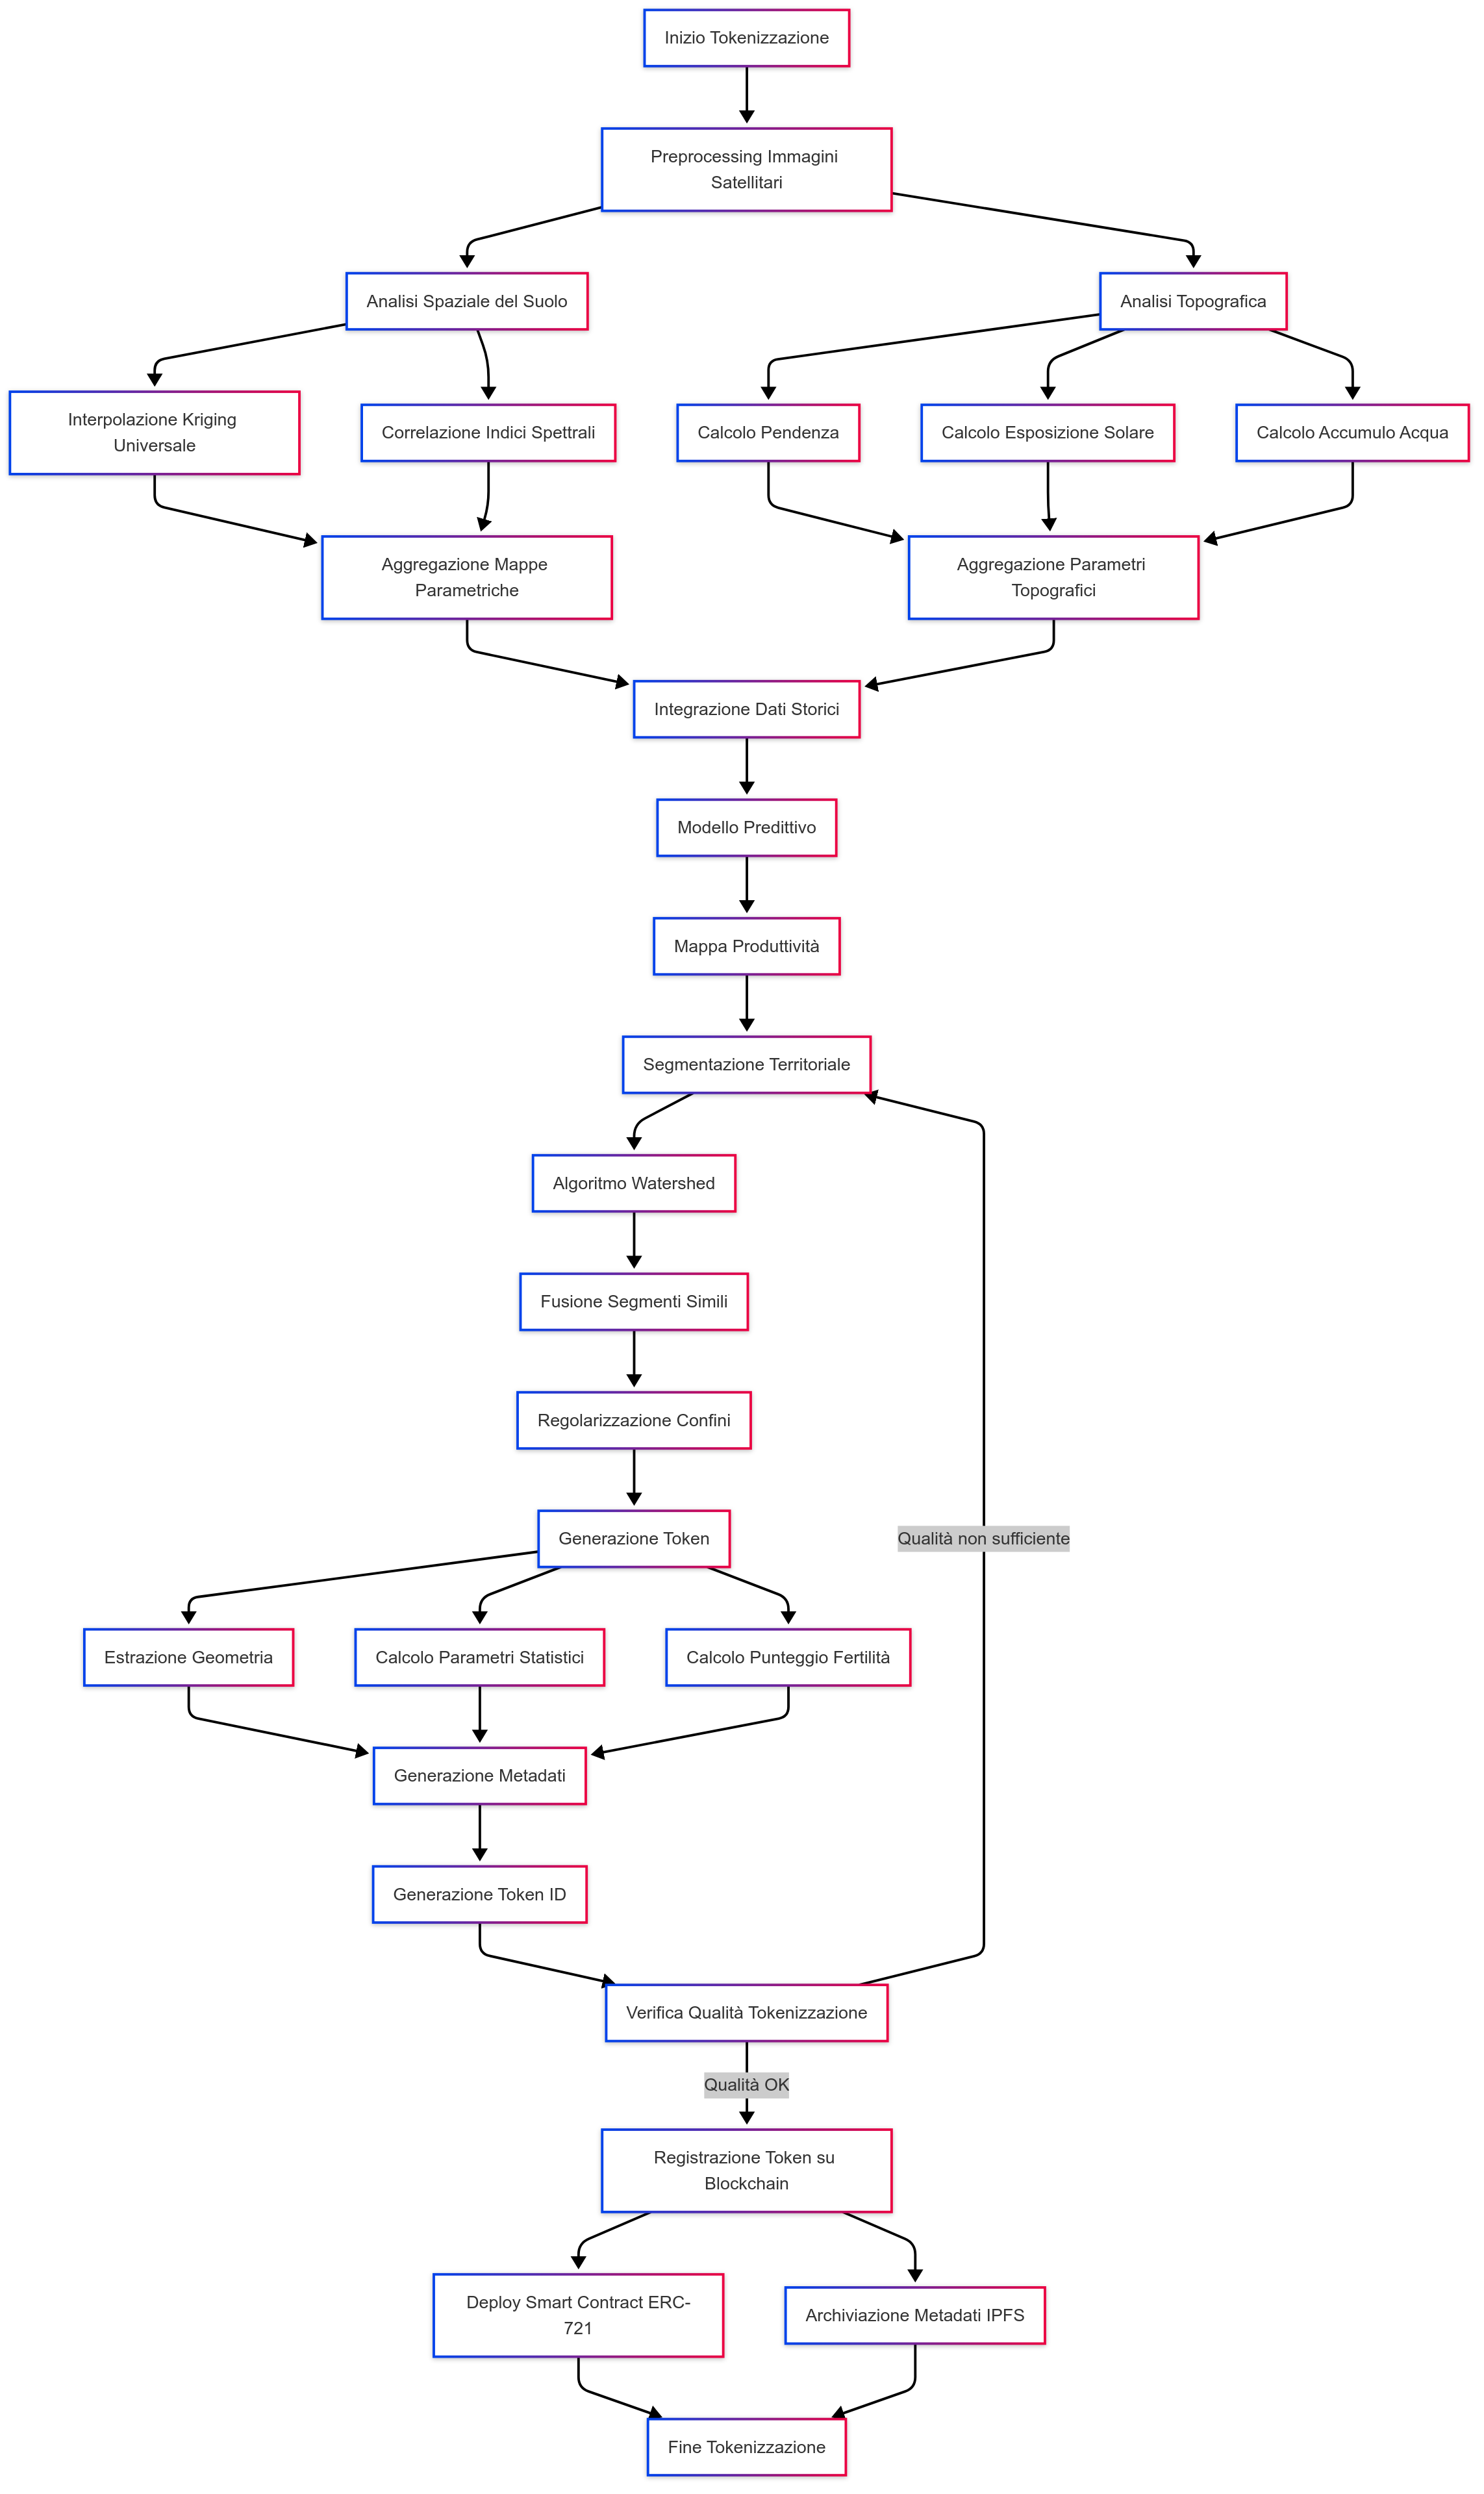 Inizio Tokenizzazione
Preprocessing Immagini
Satellitari
Analisi Spaziale del Suolo
Analisi Topografica
Interpolazione Kriging
Universale
Correlazione Indici Spettrali
Calcolo Pendenza
Calcolo Esposizione Solare
Calcolo Accumulo Acqua
Aggregazione Mappe
Parametriche
Aggregazione Parametri
Topografici
Integrazione Dati Storici
Modello Predittivo
Mappa Produttività
Segmentazione Territoriale
Algoritmo Watershed
Fusione Segmenti Simili
Regolarizzazione Confini
Generazione Token
Qualità non sufficiente
Estrazione Geometria
Calcolo Parametri Statistici
Calcolo Punteggio Fertilità
Generazione Metadati
Generazione Token ID
Verifica Qualità Tokenizzazione
Qualità OK
Registrazione Token su
Blockchain
Deploy Smart Contract ERC-
721
Archiviazione Metadati IPFS
Fine Tokenizzazione